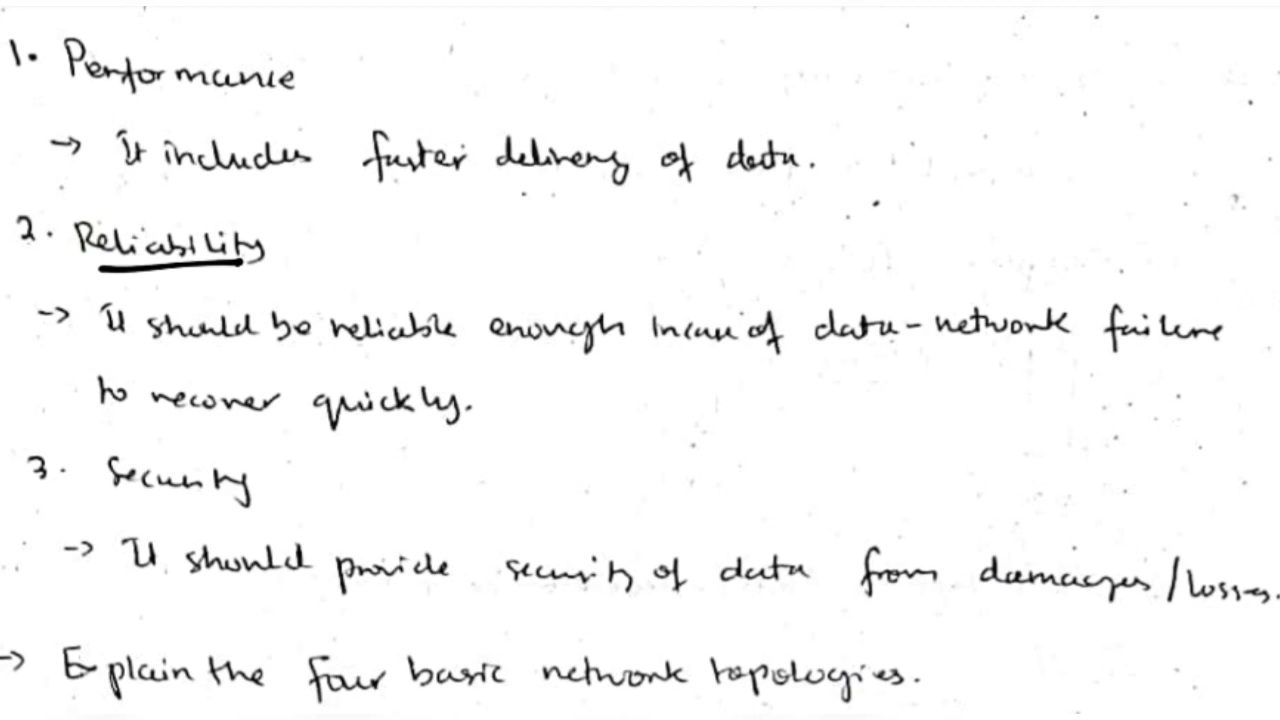 1. Performance
→ It includes faster delivery of data.
2. Reliability
→ It should be reliable enough incase of data-network failure
to recover quickly.
3. Security
→ It should provide security of data from damages/losses.
→ Explain the four basic network topologies.